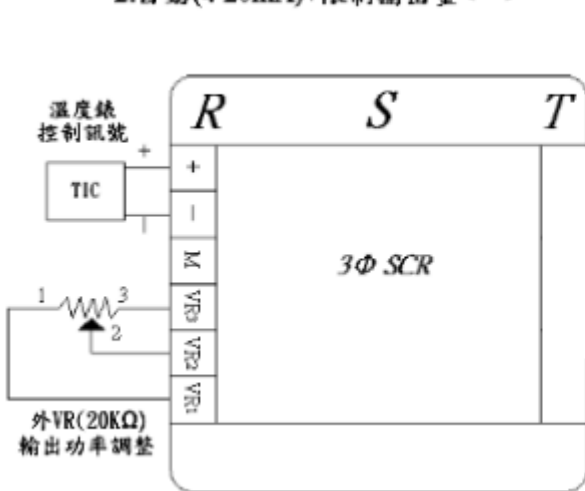 R S T
溫度錶
控制訊號
+
TIC
+
−
M
3Φ SCR
1 3
2
VR3
VR2
VR1
外VR(20KΩ)
輸出功率調整